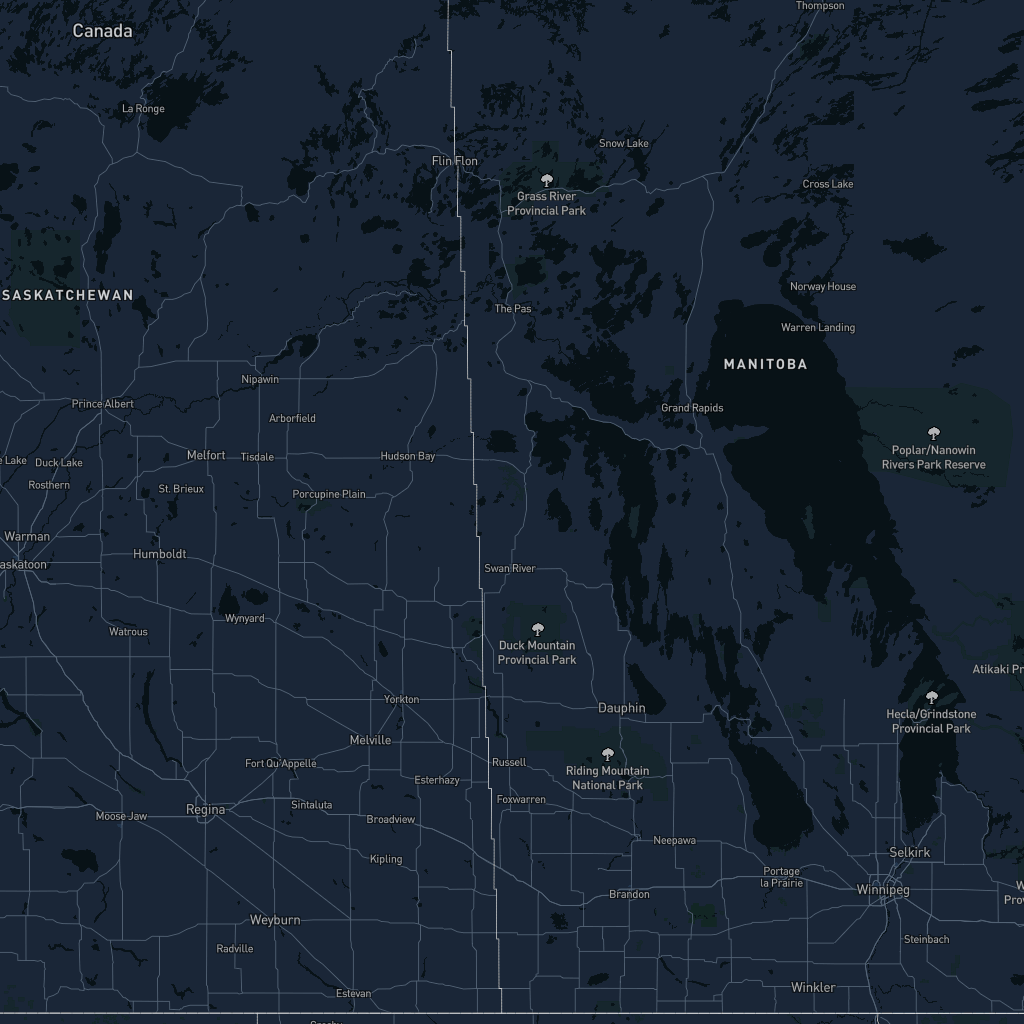 Thompson
Canada
La Ronge
Snow Lake
Flin Flon
Cross Lake
Grass River
Provincial Park
Norway House
SASKATCHEWAN
The Pas
Warren Landing
MANITOBA
Nipawin
Prince Albert
Grand Rapids
Arborfield
Poplar/Nanowin
Rivers Park Reserve
Melfort
Tisdale
Hudson Bay
e Lake
Duck Lake
Rosthern
St. Brieux
Porcupine Plain
Warman
Humboldt
askatoon
Swan River
Wynyard
Watrous
Duck Mountain
Provincial Park
Atikaki Pr
Yorkton
Dauphin
Hecla/Grindstone
Provincial Park
Melville
Fort Qu'Appelle
Russell
Riding Mountain
National Park
Esterhazy
Foxwarren
Sintaluta
Regina
Moose Jaw
Broadview
Neepawa
Kipling
Selkirk
Portage
la Prairie
Winnipeg
W
Prov
Brandon
Weyburn
Steinbach
Radville
Winkler
Estevan